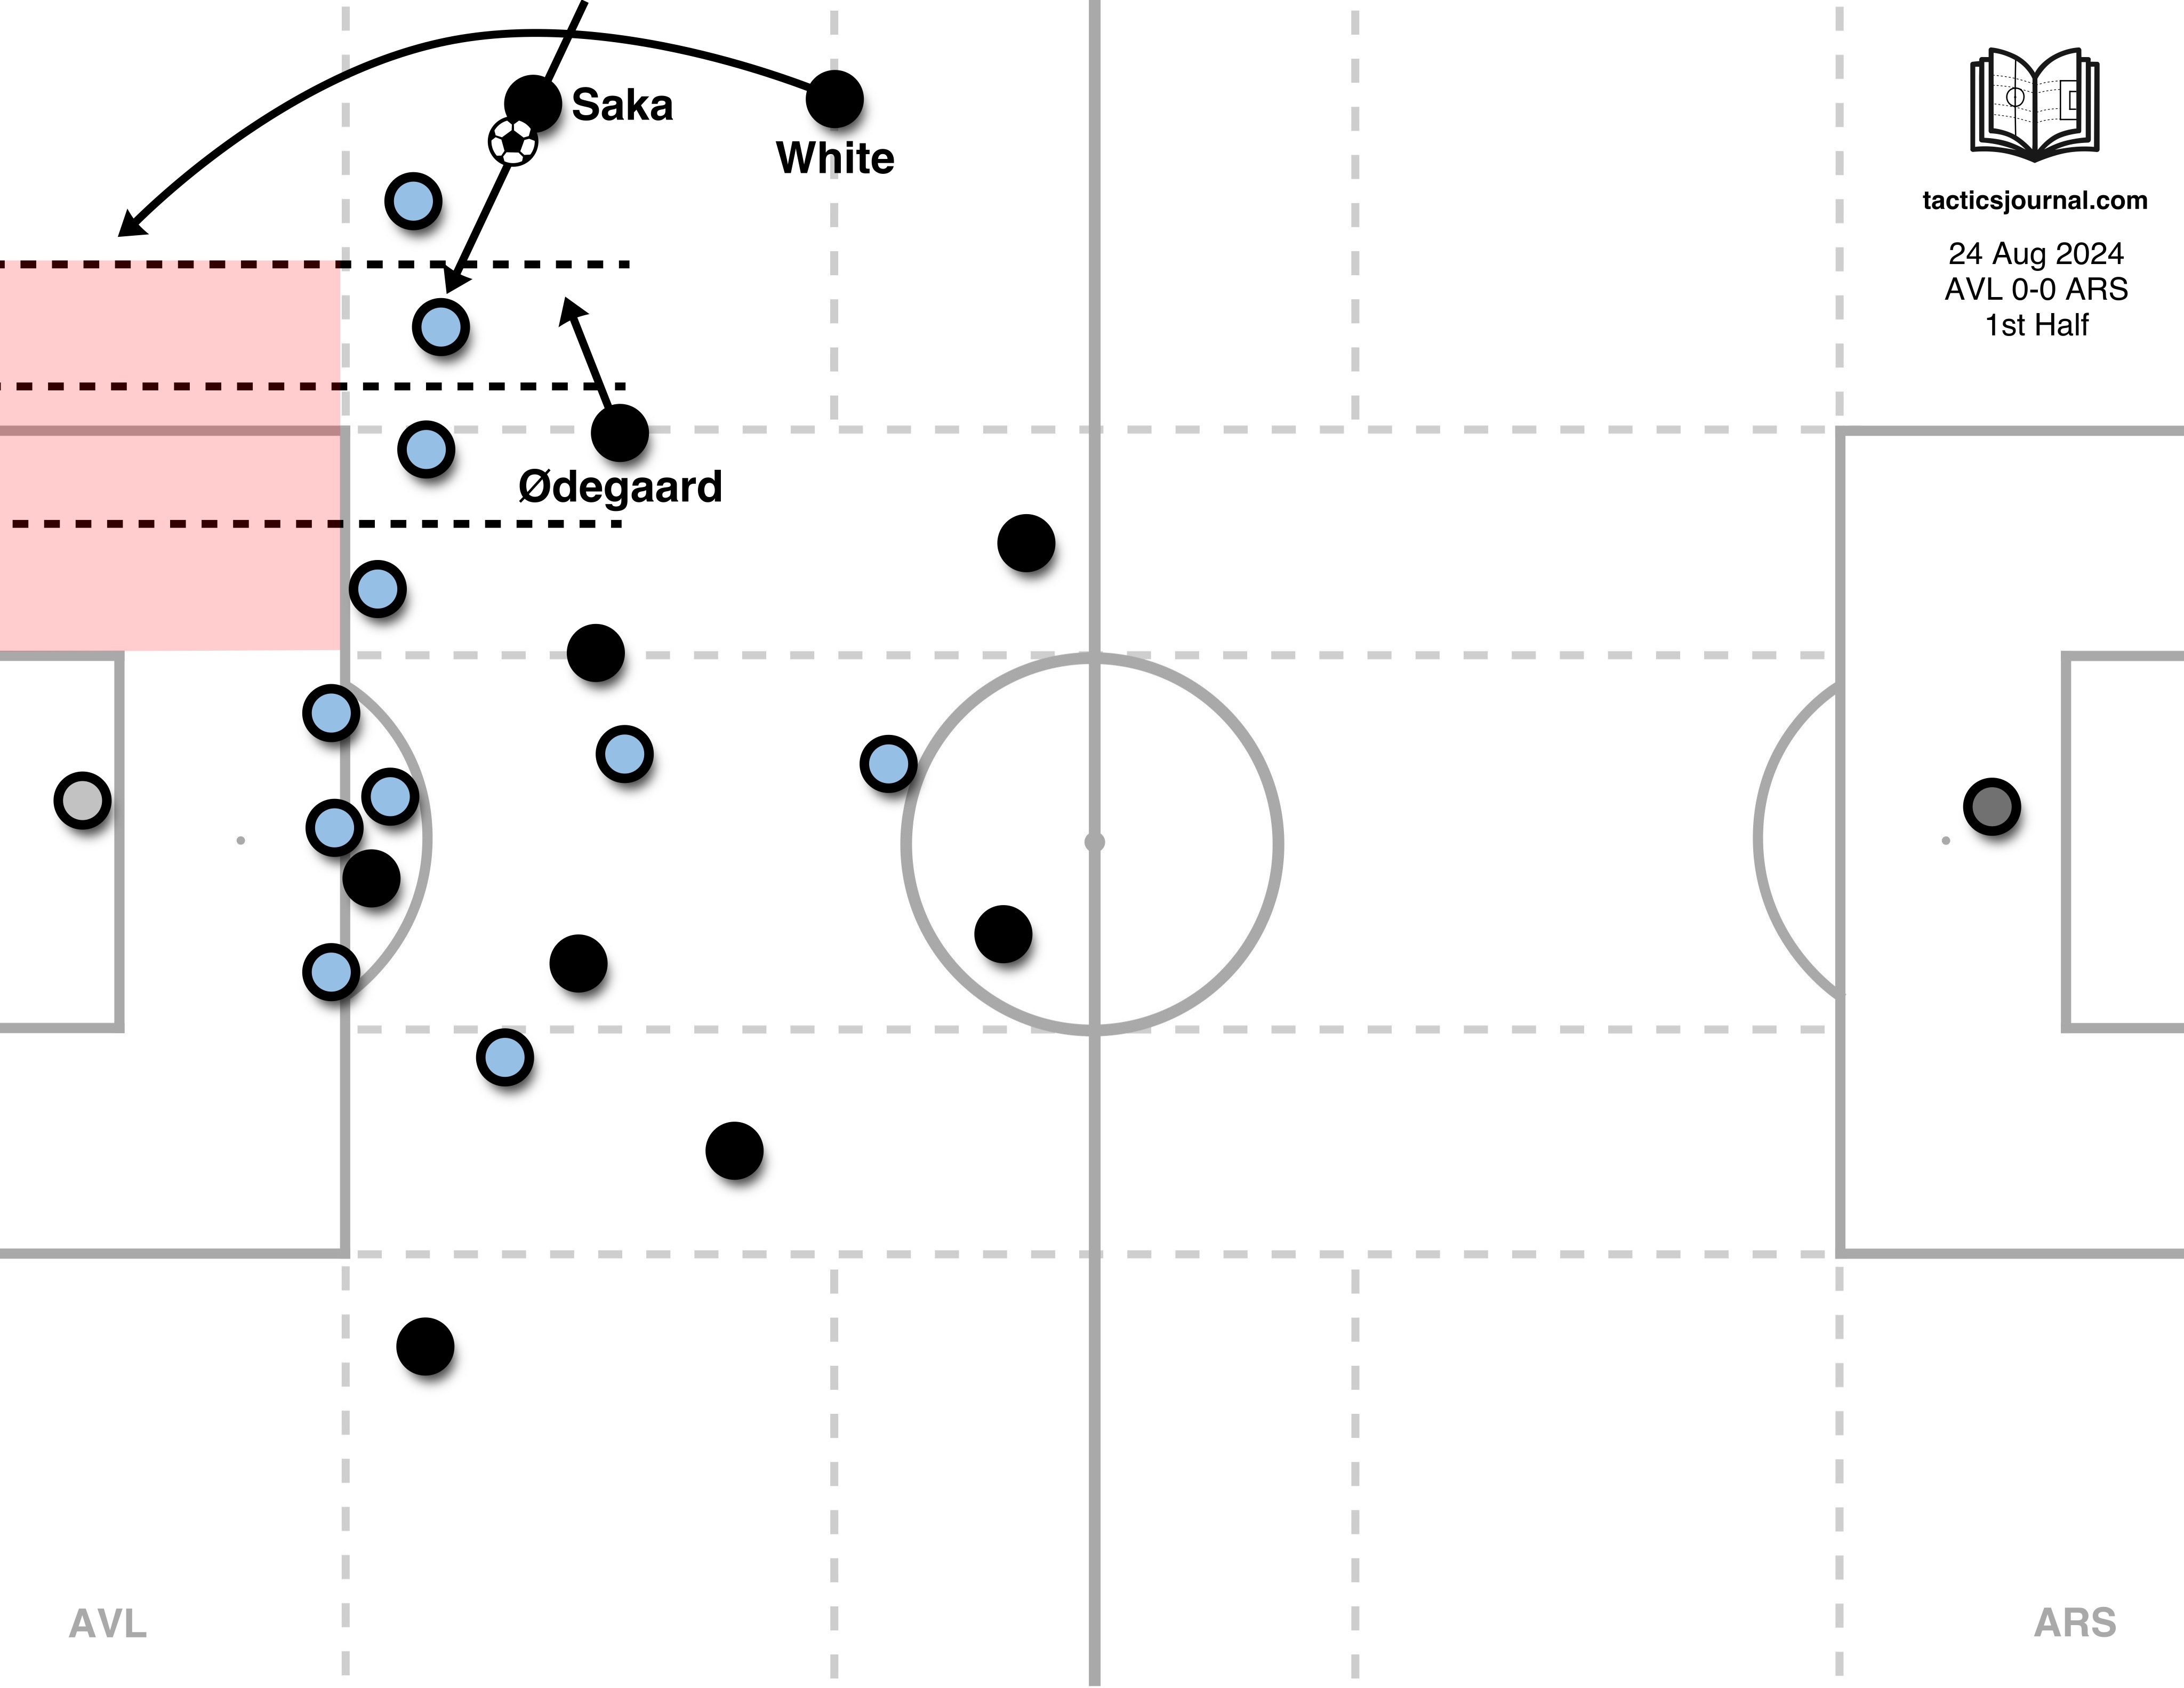 Saka
White
Ødegaard
tacticsjournal.com
24 Aug 2024
AVL 0-0 ARS
1st Half
AVL
ARS